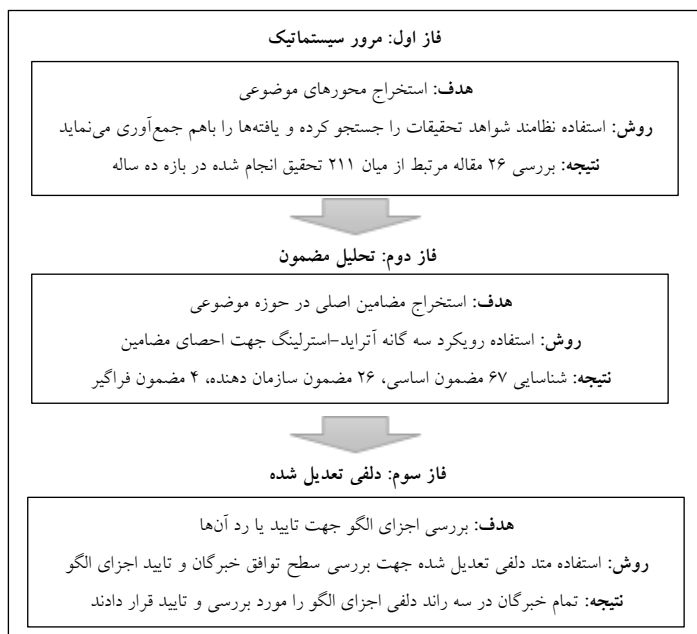 فاز اول: مرور سیستماتیک
هدف: استخراج محورهای موضوعی
روش: استفاده نظامند شواهد تحقیقات را جستجو کرده و یافته‌ها را باهم جمع‌آوری می‌نماید
نتیجه: بررسی ۲۶ مقاله مرتبط از میان ۲۱۱ تحقیق انجام شده در بازه ده ساله
فاز دوم: تحلیل مضمون
هدف: استخراج مضامین اصلی در حوزه موضوعی
روش: استفاده رویکرد سه گانه آتراید-استرلینگ جهت احصای مضامین
نتیجه: شناسایی ۶۷ مضمون اساسی، ۲۶ مضمون سازمان دهنده، ۴ مضمون فراگیر
فاز سوم: دلفی تعدیل شده
هدف: بررسی اجزای الگو جهت تایید یا رد آن‌ها
روش: استفاده متد دلفی تعدیل شده جهت بررسی سطح توافق خبرگان و تایید اجزای الگو
نتیجه: تمام خبرگان در سه راند دلفی اجزای الگو را مورد بررسی و تایید قرار دادند